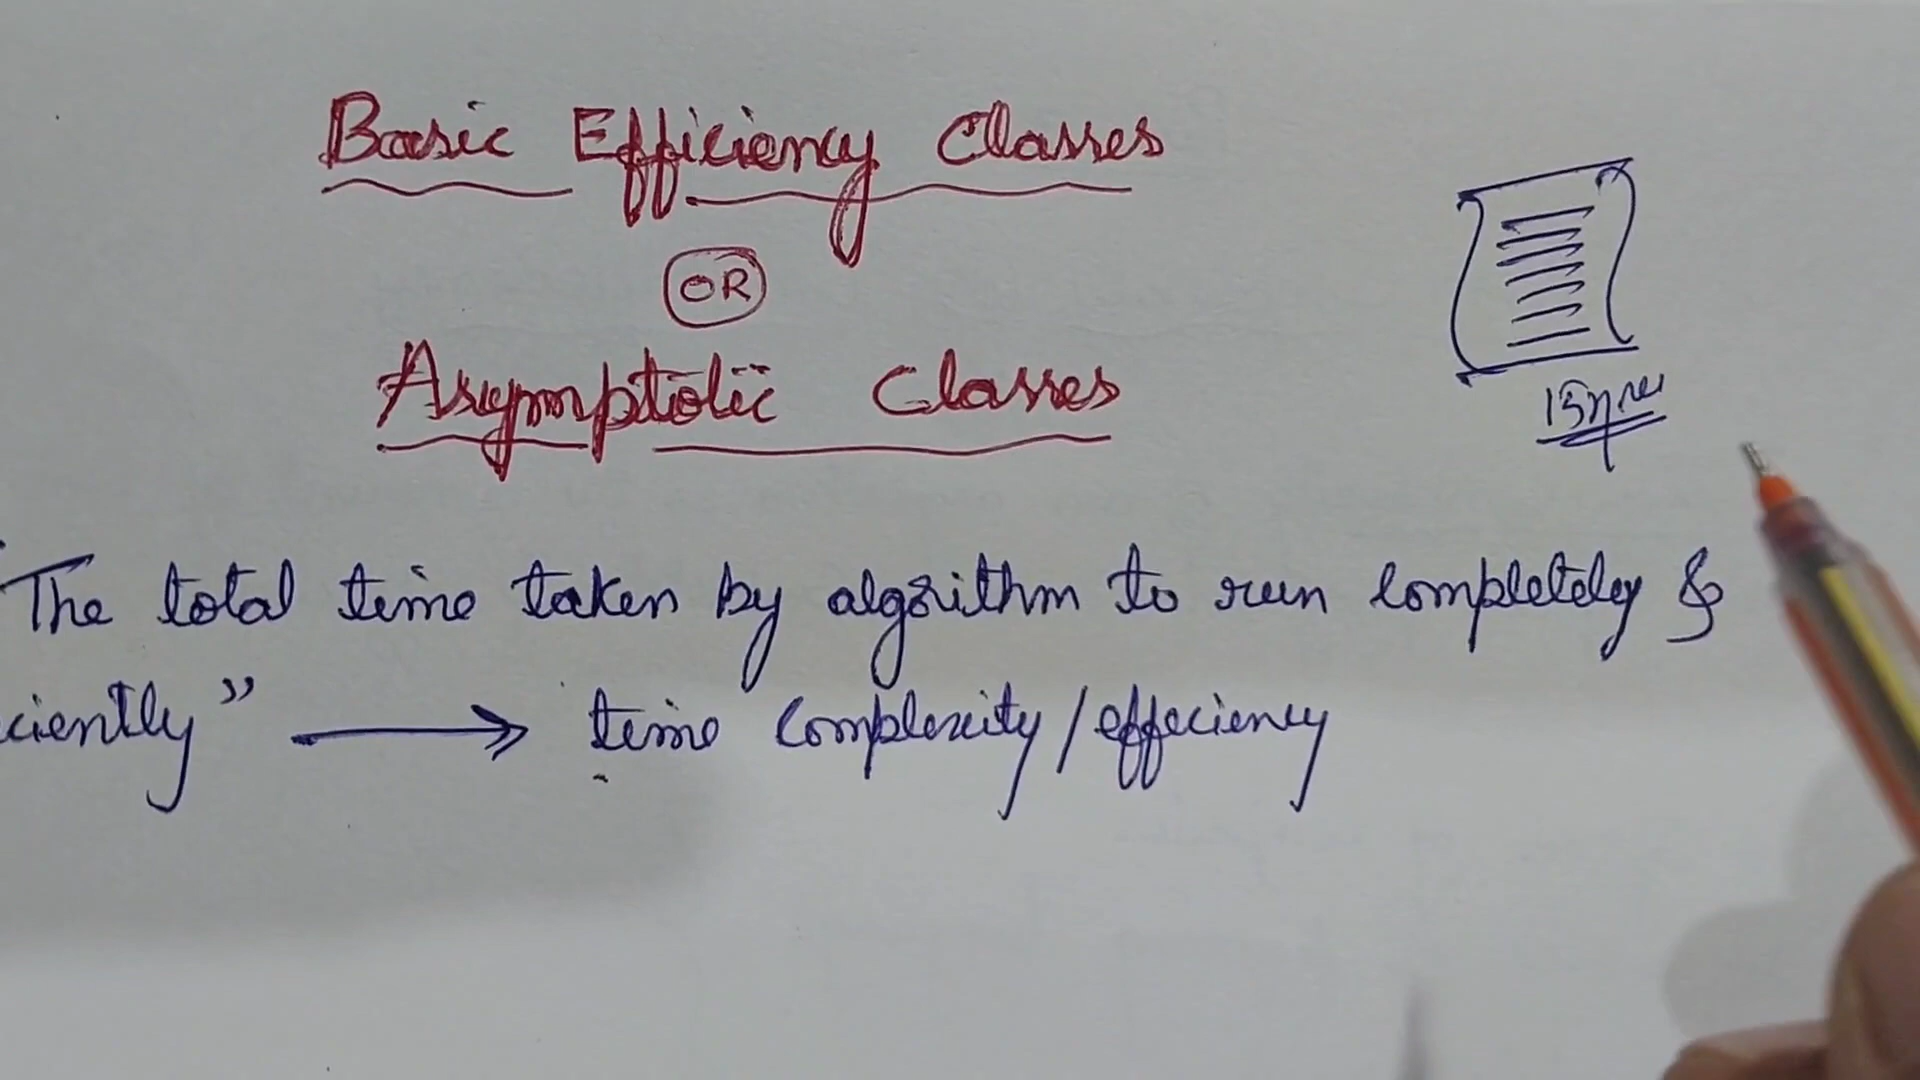 Basic Efficiency Classes
OR
Asymptotic Classes
"The total time taken by algorithm to run completely &
ciently" → time complexity/effeciency